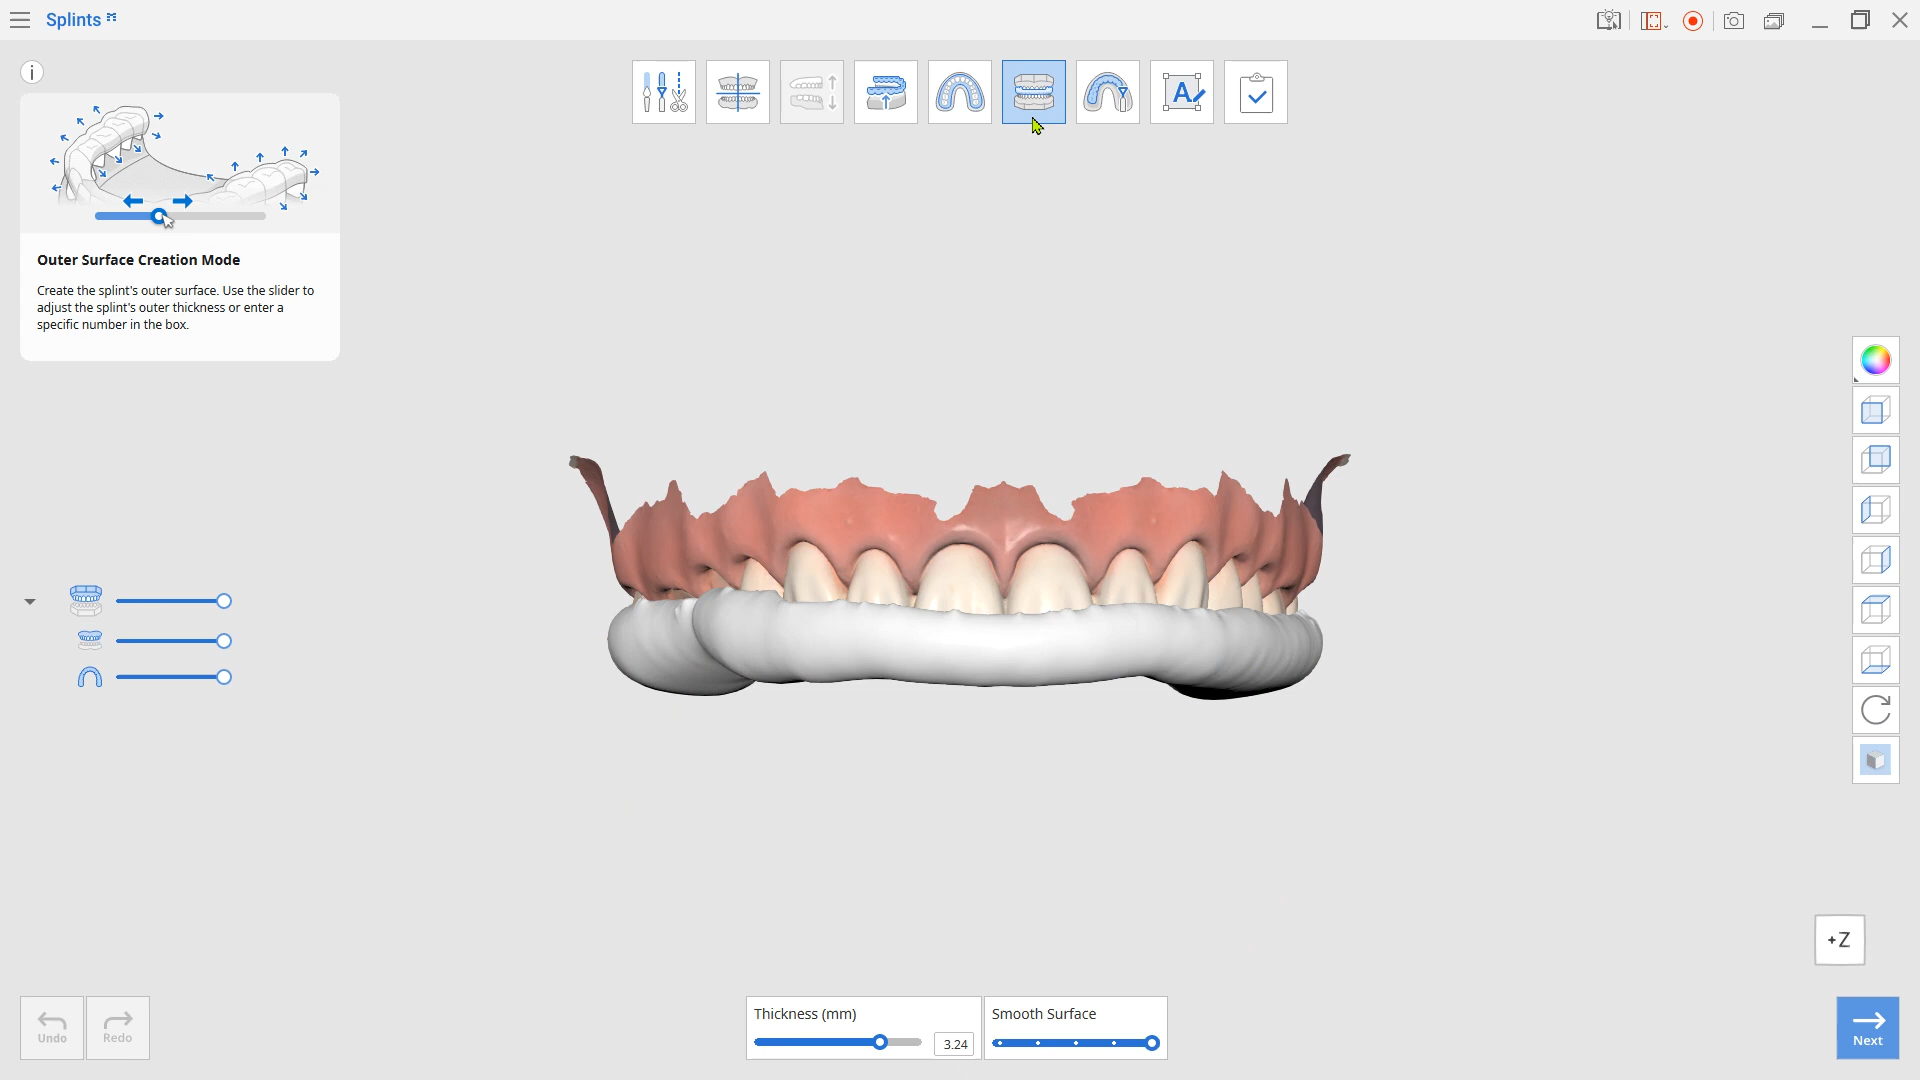 Splints
i
A
Outer Surface Creation Mode
Create the splint's outer surface. Use the slider to
adjust the splint's outer thickness or enter a
specific number in the box.
+Z
Undo
Redo
Thickness (mm)
3.24
Smooth Surface
Next